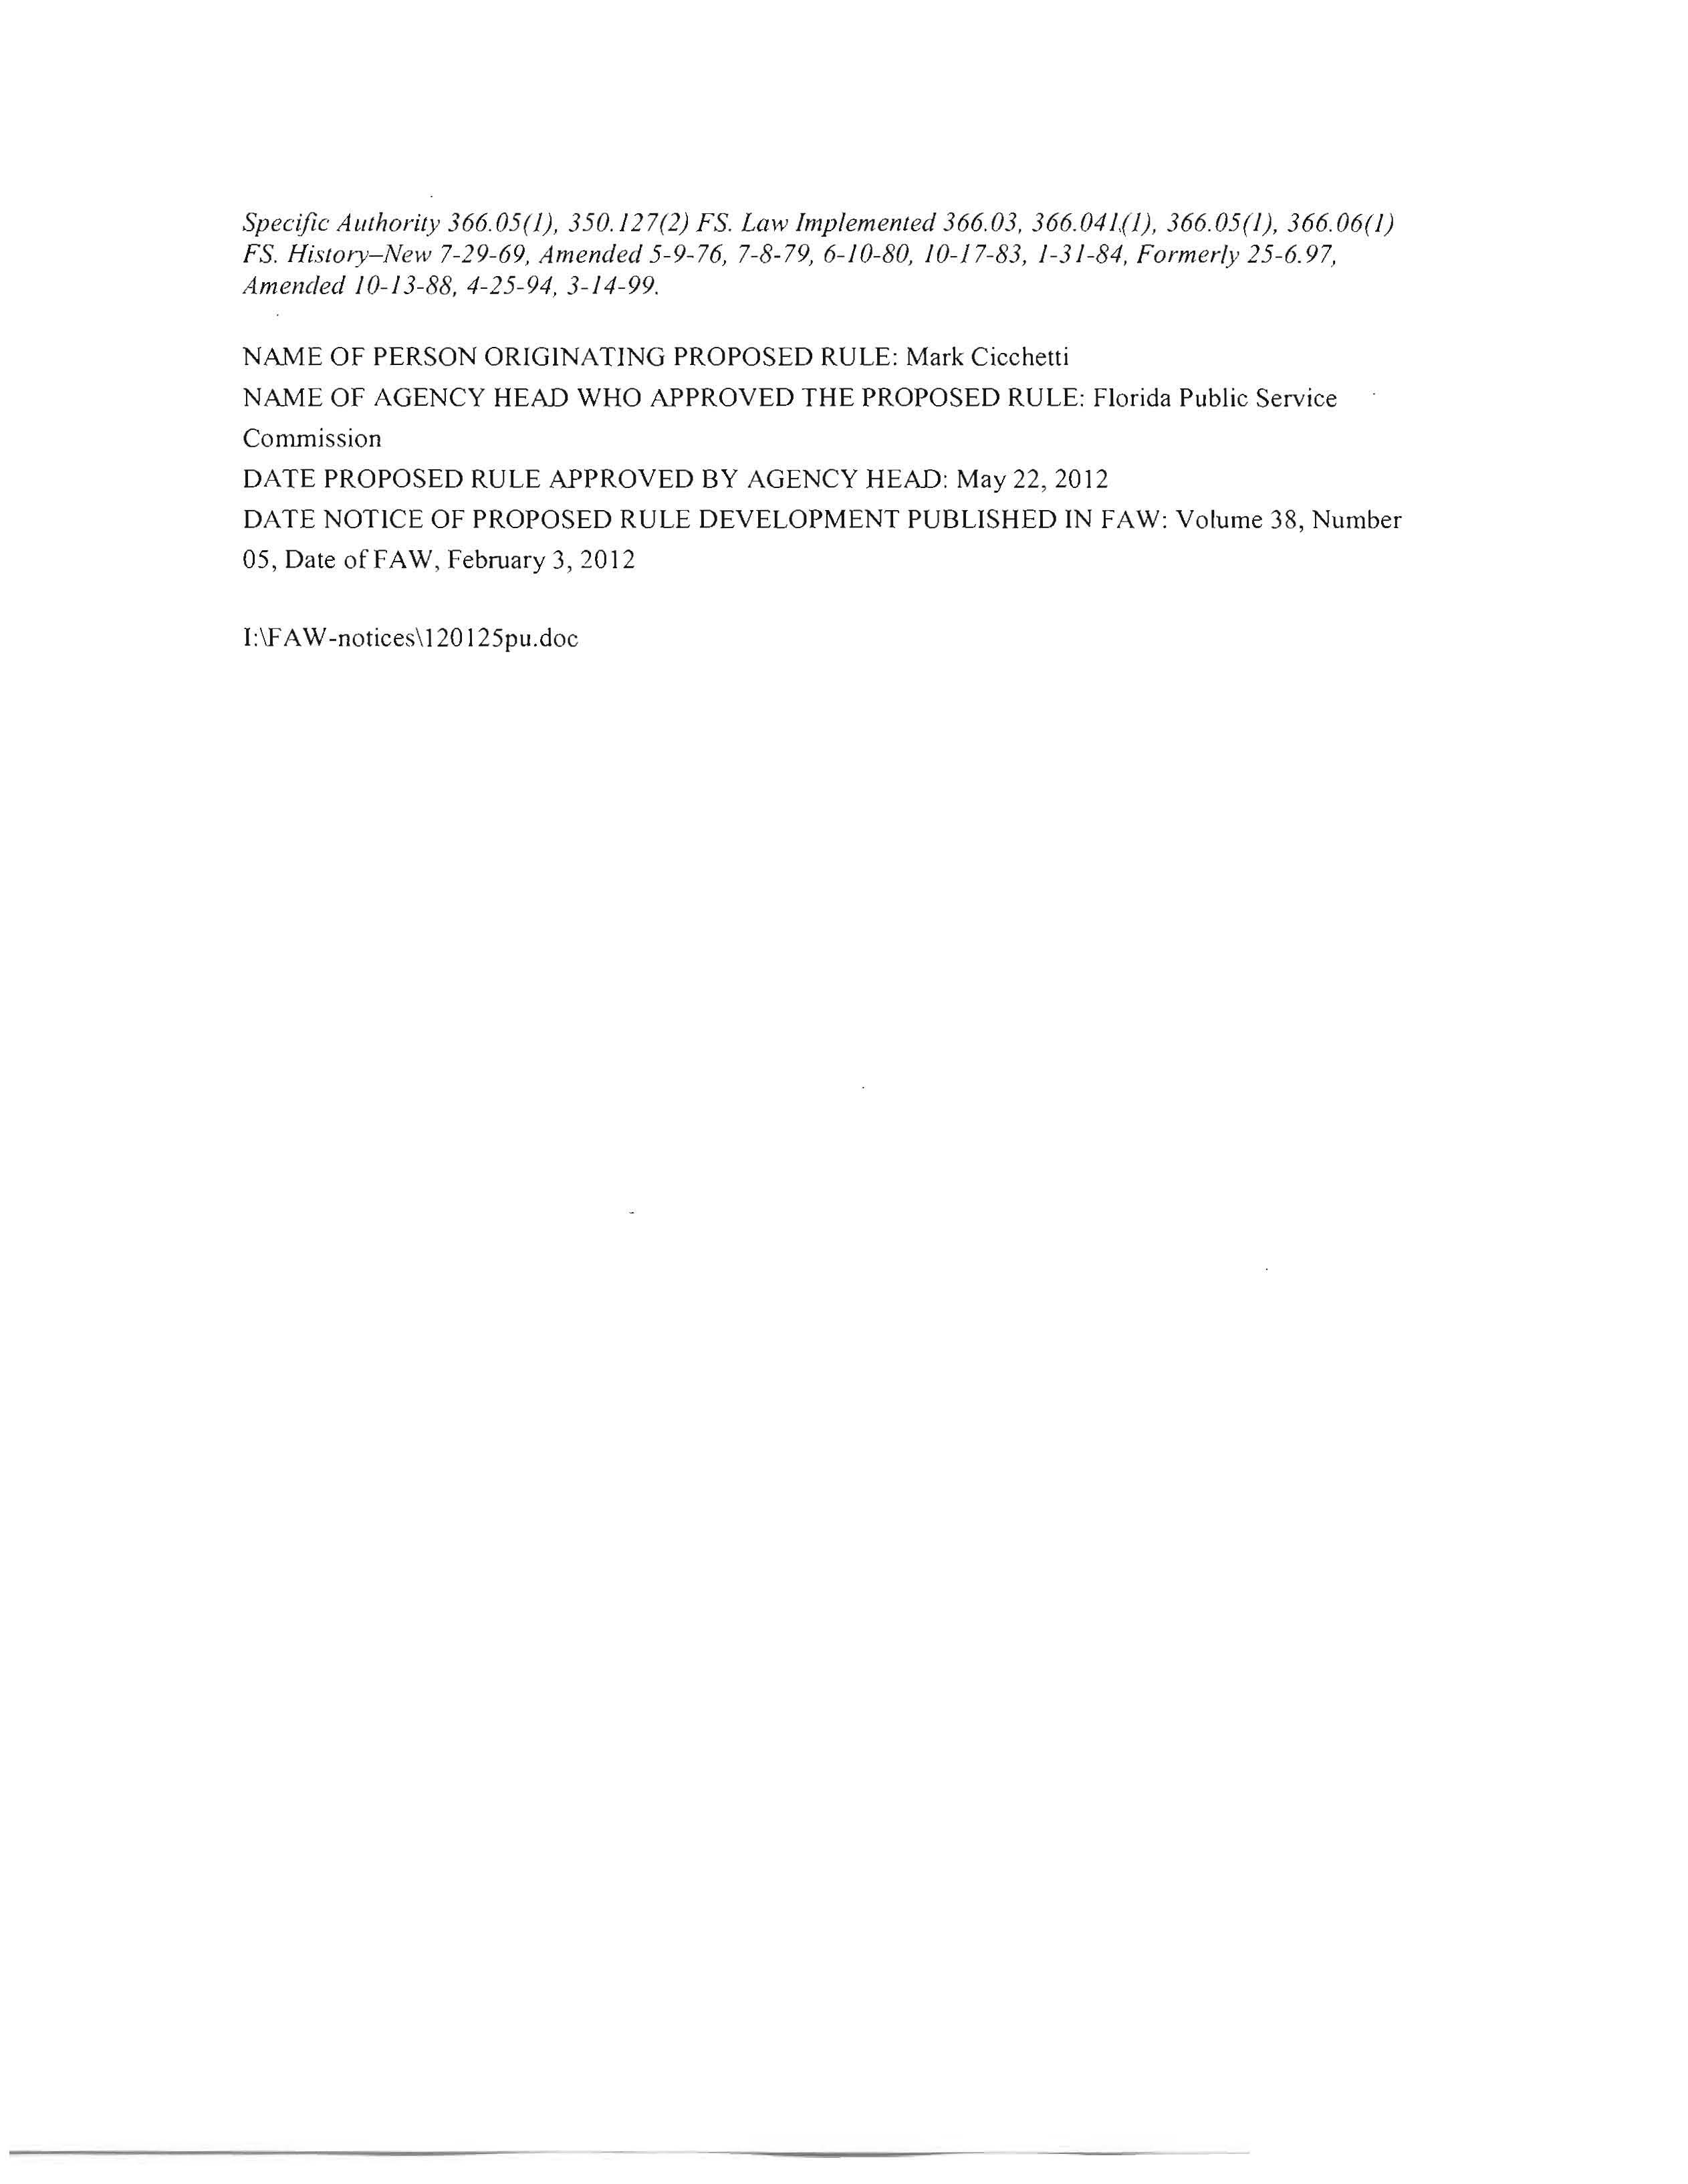 Specific Authority 366.05(1), 350.127(2) FS. Law Implemented 366.03, 366.041(1), 366.05(1), 366.06(1)
FS. History–New 7-29-69, Amended 5-9-76, 7-8-79, 6-10-80, 10-17-83, 1-31-84, Formerly 25-6.97,
Amended 10-13-88, 4-25-94, 3-14-99.
NAME OF PERSON ORIGINATING PROPOSED RULE: Mark Cicchetti
NAME OF AGENCY HEAD WHO APPROVED THE PROPOSED RULE: Florida Public Service
Commission
DATE PROPOSED RULE APPROVED BY AGENCY HEAD: May 22, 2012
DATE NOTICE OF PROPOSED RULE DEVELOPMENT PUBLISHED IN FAW: Volume 38, Number
05, Date of FAW, February 3, 2012
I:\FAW-notices\120125pu.doc